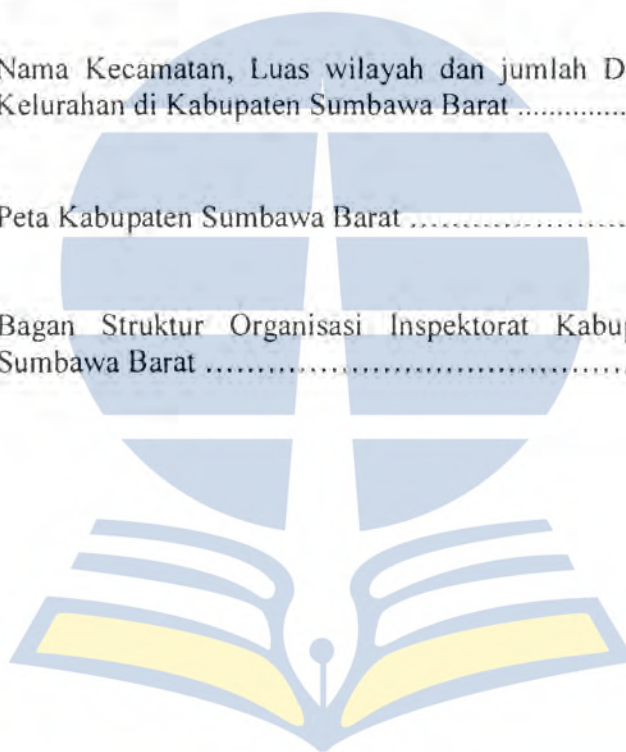 Nama Kecamatan, Luas wilayah dan jumlah D
Kelurahan di Kabupaten Sumbawa Barat ...............
Peta Kabupaten Sumbawa Barat ........................
Bagan Struktur Organisasi Inspektorat Kabup
Sumbawa Barat ..........................................